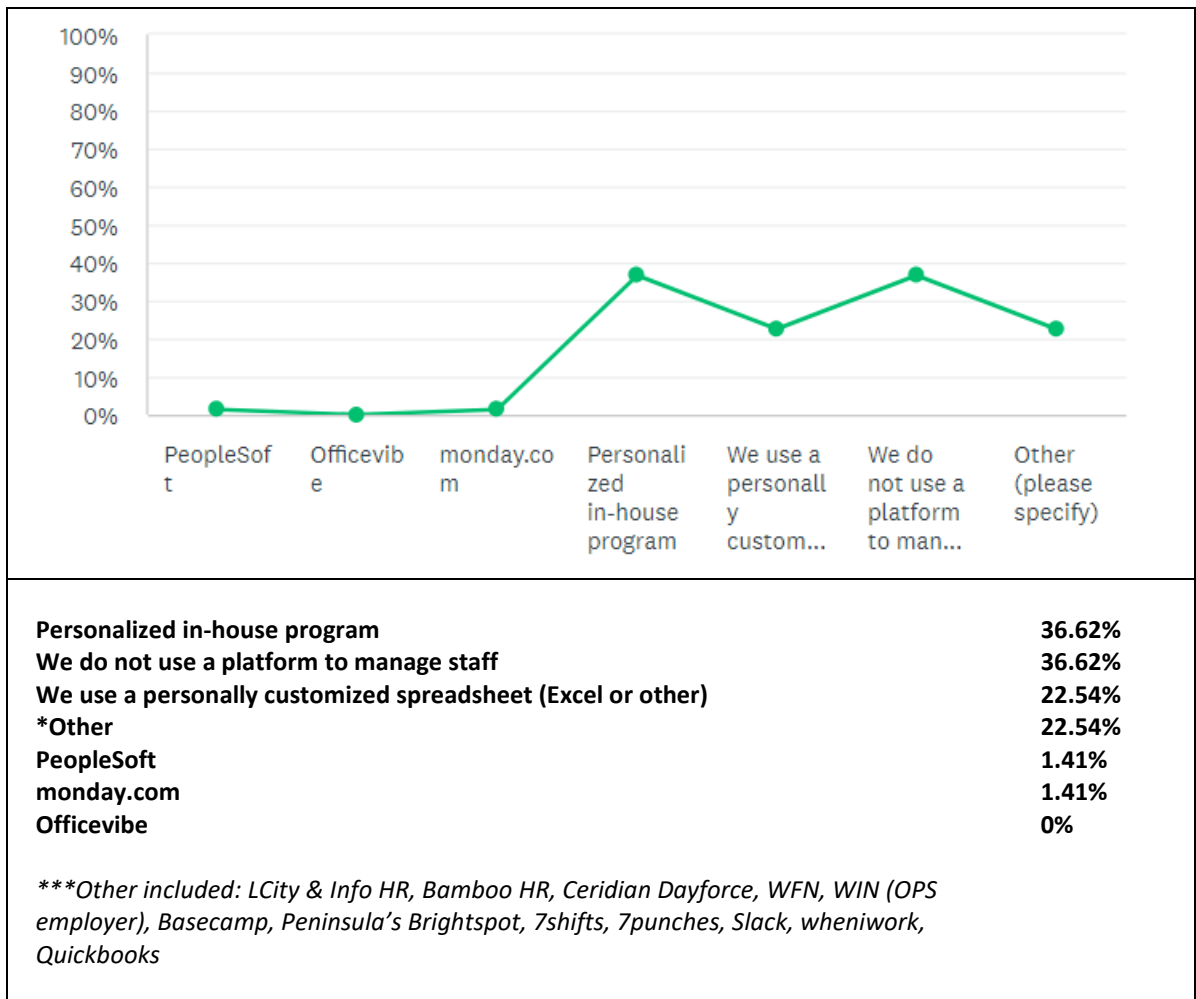 100%
90%
80%
70%
60%
50%
40%
30%
20%
10%
0%
PeopleSof
t
Officevib
e
monday.co
m
Personali
zed
in-house
program
We use a
personall
y
custom...
We do
not use a
platform
to man...
Other
(please
specify)
Personalized in-house program 36.62%
We do not use a platform to manage staff 36.62%
We use a personally customized spreadsheet (Excel or other) 22.54%
*Other 22.54%
PeopleSoft 1.41%
monday.com 1.41%
Officevibe 0%
***Other included: LCity & Info HR, Bamboo HR, Ceridian Dayforce, WFN, WIN (OPS
employer), Basecamp, Peninsula’s Brightspot, 7shifts, 7punches, Slack, wheniwork,
Quickbooks